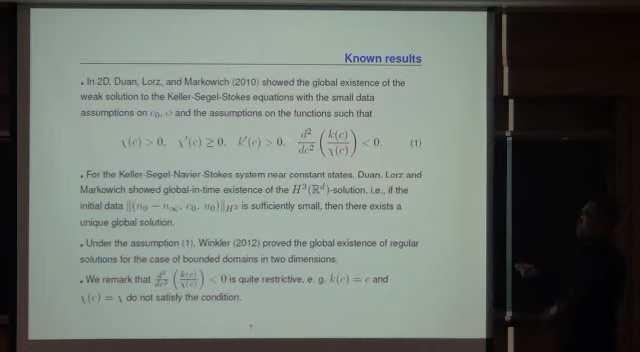 Known results
• In 2D, Duan, Lorz, and Markowich (2010) showed the global existence of the
weak solution to the Keller-Segel-Stokes equations with the small data
assumptions on c₀, and the assumptions on the functions such that
χ(c) > 0, χ′(c) ≥ 0, k′(c) > 0, d²/dc² (k(c)/χ(c)) < 0. (1)
• For the Keller-Segel-Navier-Stokes system near constant states, Duan, Lorz and
Markowich showed global-in-time existence of the H³(ℝᵈ)-solution, i.e., if the
initial data ‖(n₀ − n∞, c₀, u₀)‖H³ is sufficiently small, then there exists a
unique global solution.
• Under the assumption (1), Winkler (2012) proved the global existence of regular
solutions for the case of bounded domains in two dimensions.
• We remark that d²/dc² (k(c)/χ(c)) < 0 is quite restrictive, e. g. k(c) = c and
χ(c) = χ do not satisfy the condition.
7